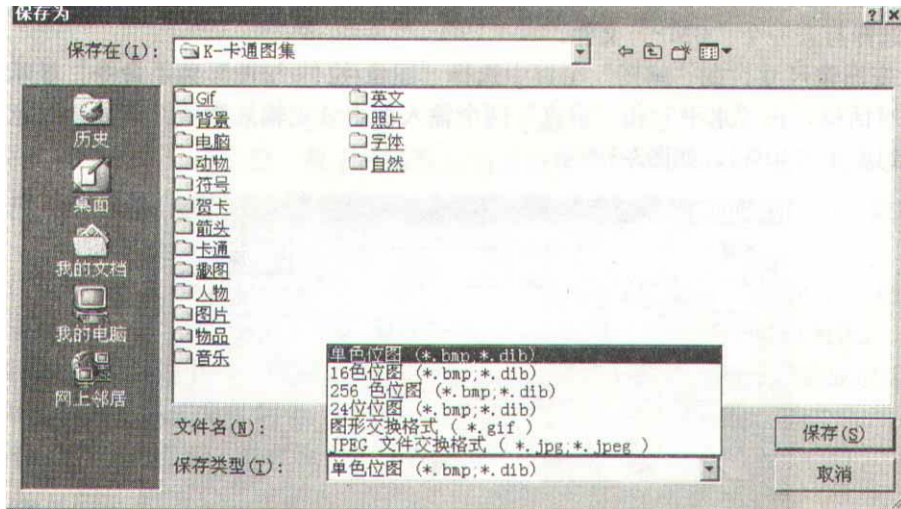 保存为
保存在(I):
K-卡通图集
历史
桌面
我的文档
我的电脑
网上邻居
Gif
背景
电脑
动物
符号
贺卡
箭头
卡通
趣图
人物
图片
物品
音乐
英文
照片
字体
自然
单色位图 (*.bmp;*.dib)
16色位图 (*.bmp;*.dib)
256 色位图 (*.bmp;*.dib)
24位位图 (*.bmp;*.dib)
图形交换格式 ( *.gif )
JPEG 文件交换格式 ( *.jpg;*.jpeg )
文件名(N):
保存(S)
保存类型(T):
单色位图 (*.bmp;*.dib)
取消